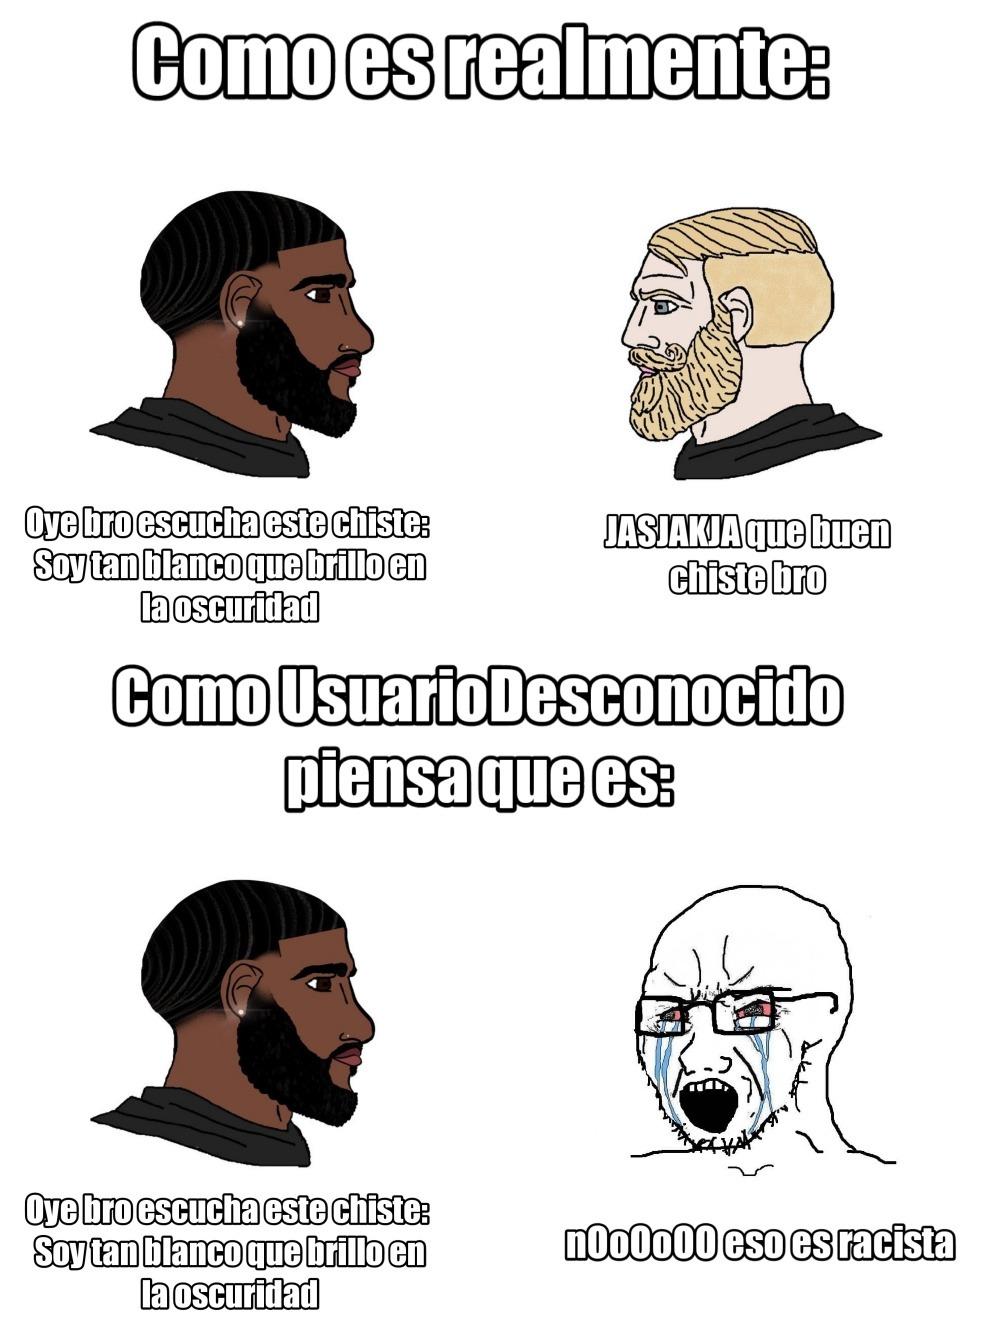 Como es realmente:
Oye bro escucha este chiste:
Soy tan blanco que brillo en
la oscuridad
JASJAKJA que buen
chiste bro
Como UsuarioDesconocido
piensa que es:
Oye bro escucha este chiste:
Soy tan blanco que brillo en
la oscuridad
nOoOoOO eso es racista